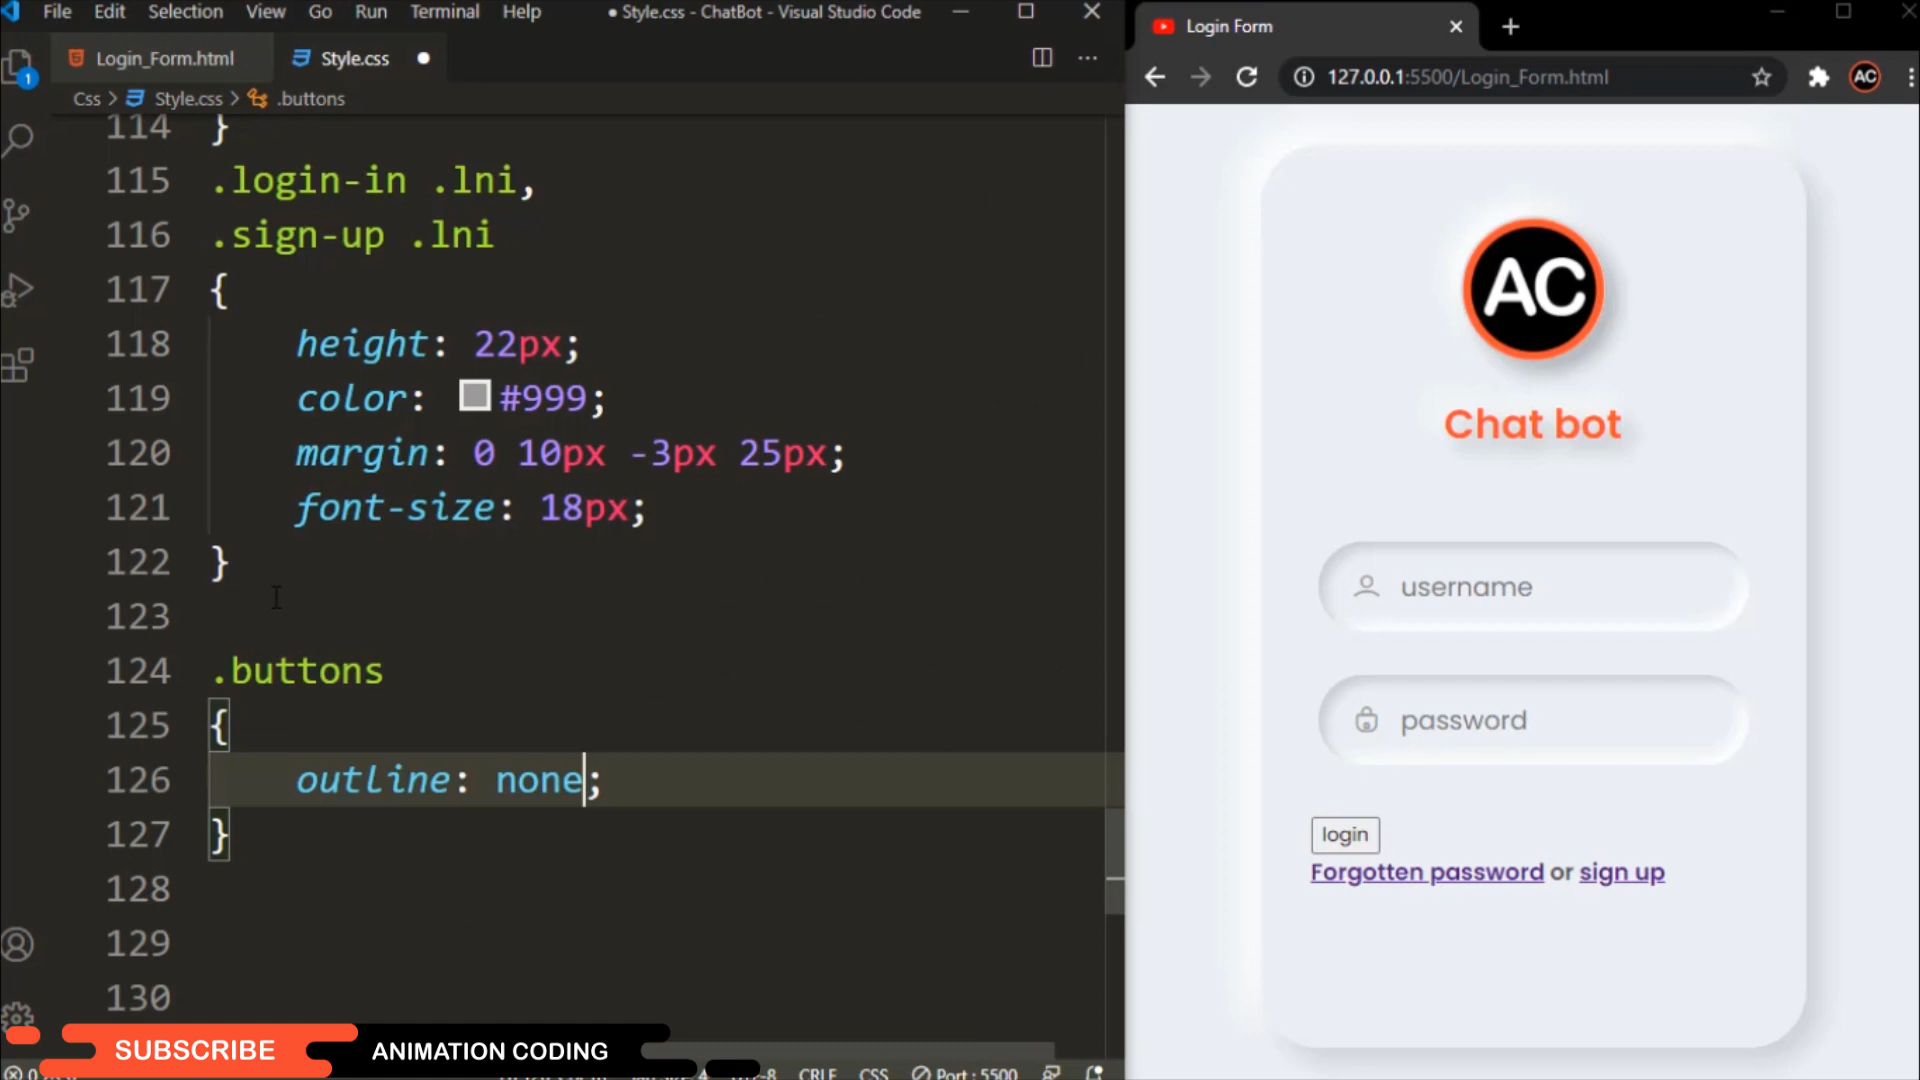 File Edit Selection View Go Run Terminal Help
● Style.css - ChatBot - Visual Studio Code
Login_Form.html Style.css
Css > Style.css > .buttons
1
114 }
115 .login-in .lni,
116 .sign-up .lni
117 {
118 height: 22px;
119 color: #999;
120 margin: 0 10px -3px 25px;
121 font-size: 18px;
122 }
123
124 .buttons
125 {
126 outline: none;
127 }
128
129
130
SUBSCRIBE
ANIMATION CODING
CRLF CSS Port : 5500
Login Form
127.0.0.1:5500/Login_Form.html
AC
AC
Chat bot
username
password
login
Forgotten password or sign up